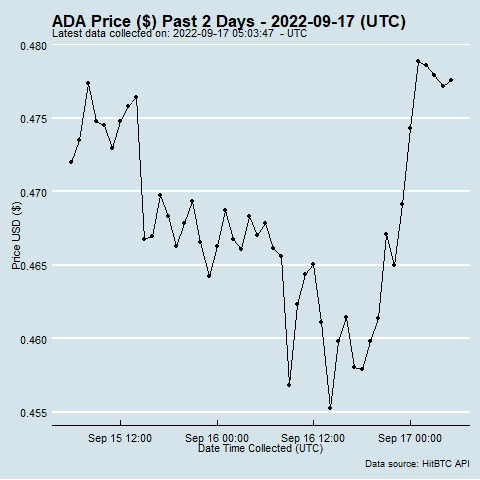 ADA Price ($) Past 2 Days - 2022-09-17 (UTC)
Latest data collected on: 2022-09-17 05:03:47  - UTC
0.480
0.475
0.470
0.465
0.460
0.455
Price USD ($)
Sep 15 12:00
Sep 16 00:00
Sep 16 12:00
Sep 17 00:00
Date Time Collected (UTC)
Data source: HitBTC API